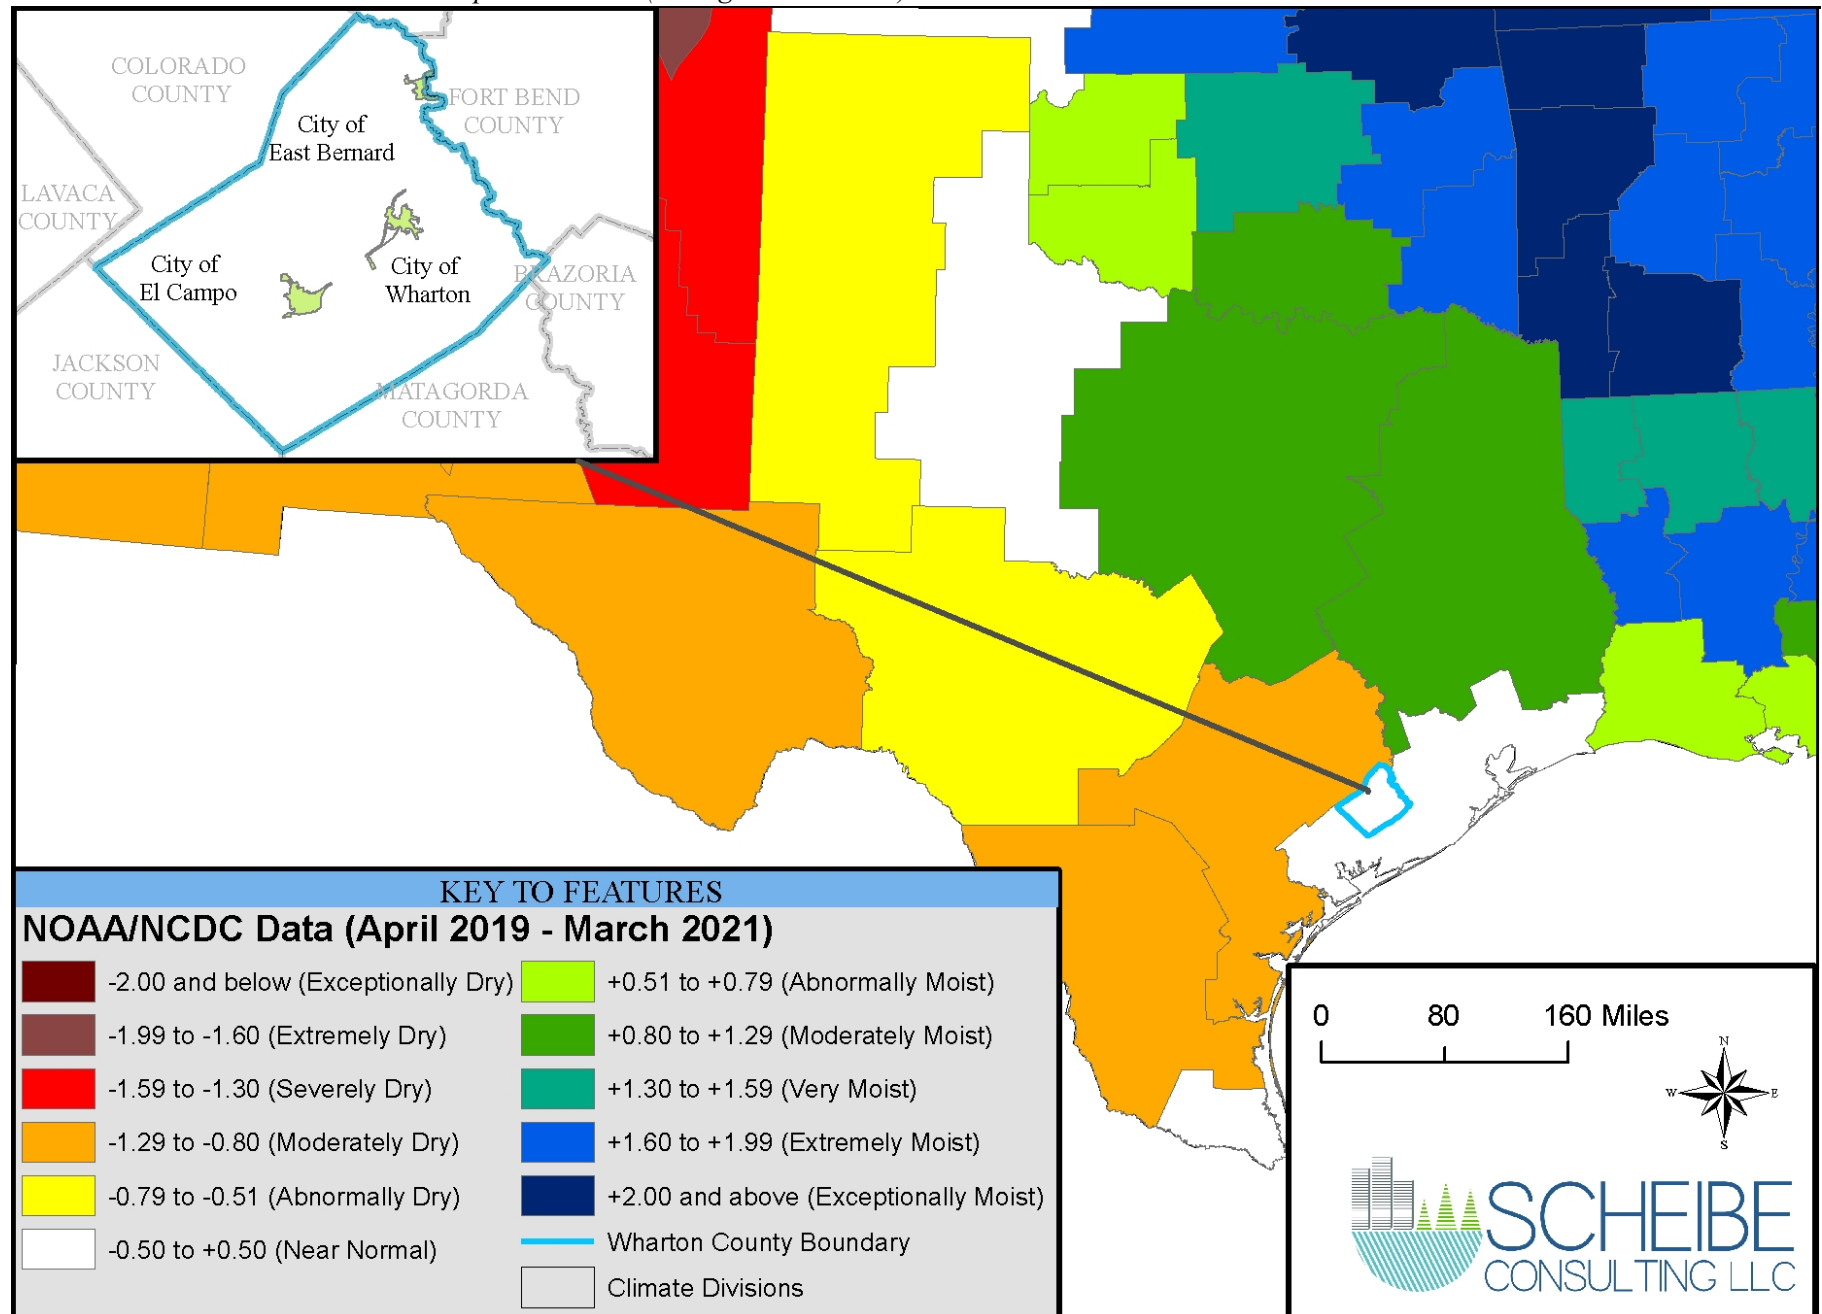 COLORADO
COUNTY
FORT BEND
COUNTY
City of
East Bernard
LAVACA
COUNTY
City of
El Campo
City of
Wharton
BRAZORIA
COUNTY
JACKSON
COUNTY
MATAGORDA
COUNTY
KEY TO FEATURES
NOAA/NCDC Data (April 2019 - March 2021)
-2.00 and below (Exceptionally Dry)
-1.99 to -1.60 (Extremely Dry)
-1.59 to -1.30 (Severely Dry)
-1.29 to -0.80 (Moderately Dry)
-0.79 to -0.51 (Abnormally Dry)
-0.50 to +0.50 (Near Normal)
+0.51 to +0.79 (Abnormally Moist)
+0.80 to +1.29 (Moderately Moist)
+1.30 to +1.59 (Very Moist)
+1.60 to +1.99 (Extremely Moist)
+2.00 and above (Exceptionally Moist)
Wharton County Boundary
Climate Divisions
0 80 160 Miles
N
W E
S
SCHEIBE
CONSULTING LLC